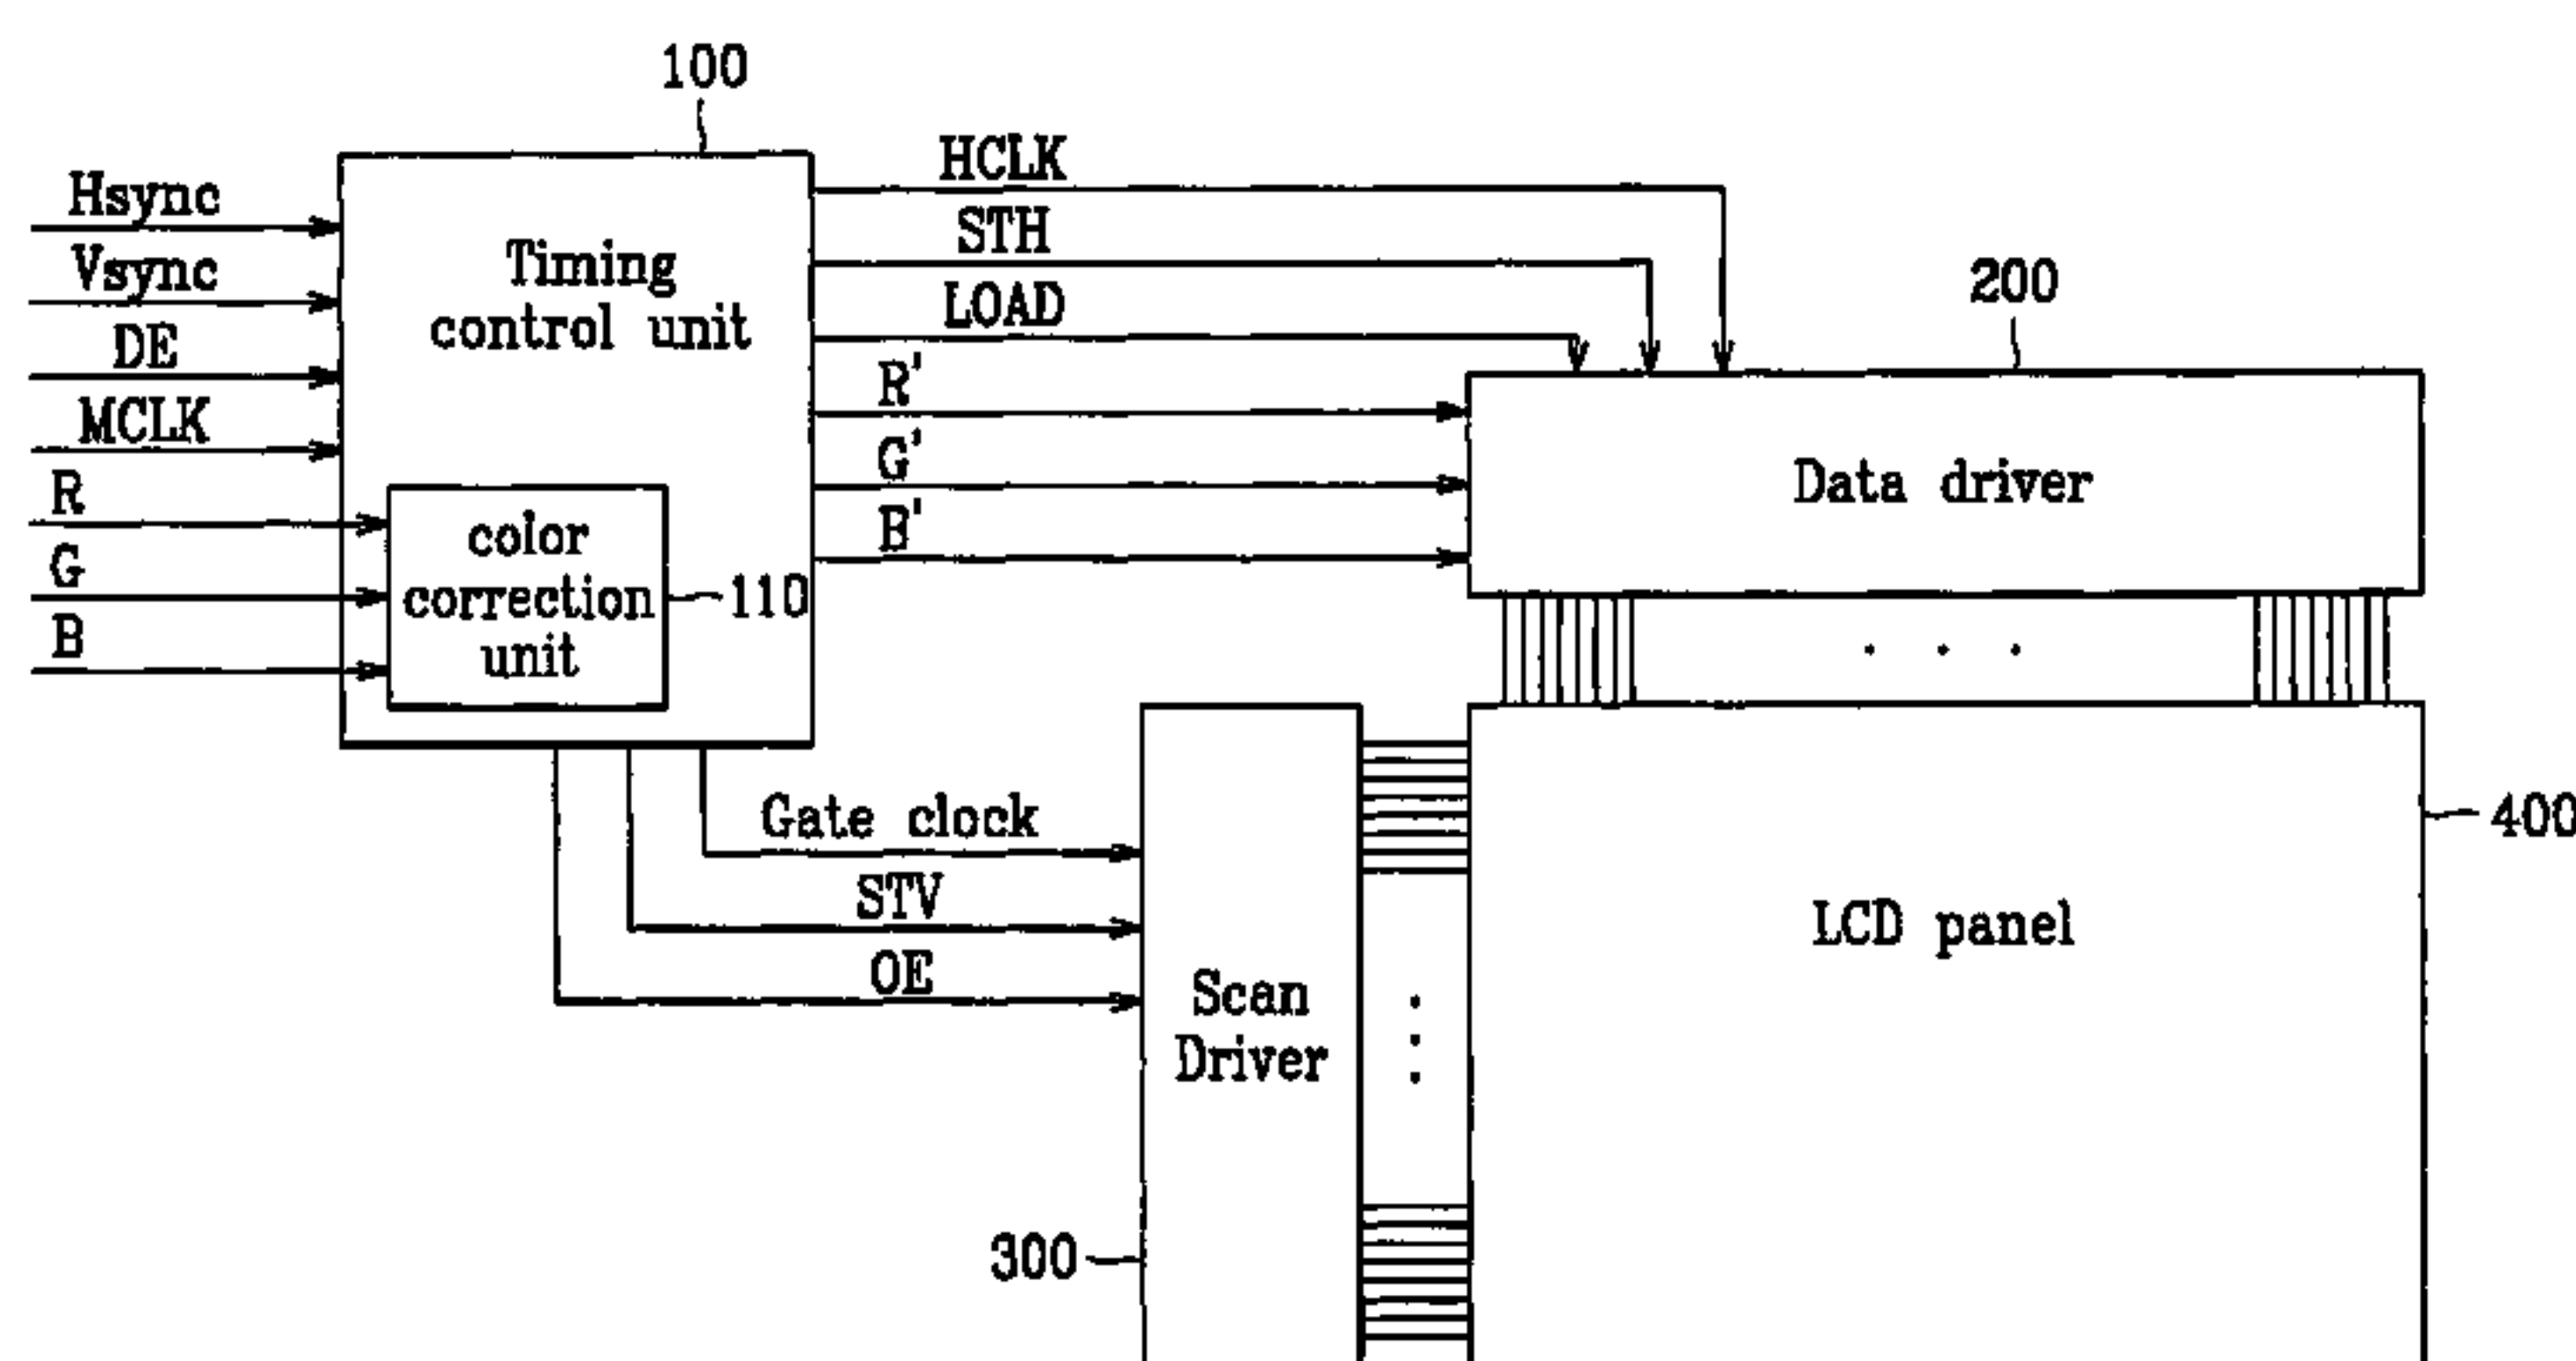 100
Hsync
Vsync
DE
MCLK
R
G
B
Timing
control unit
color
correction
unit
110
HCLK
STH
LOAD
R'
G'
B'
200
Data driver
Gate clock
STV
OE
Scan
Driver
300
LCD panel
400